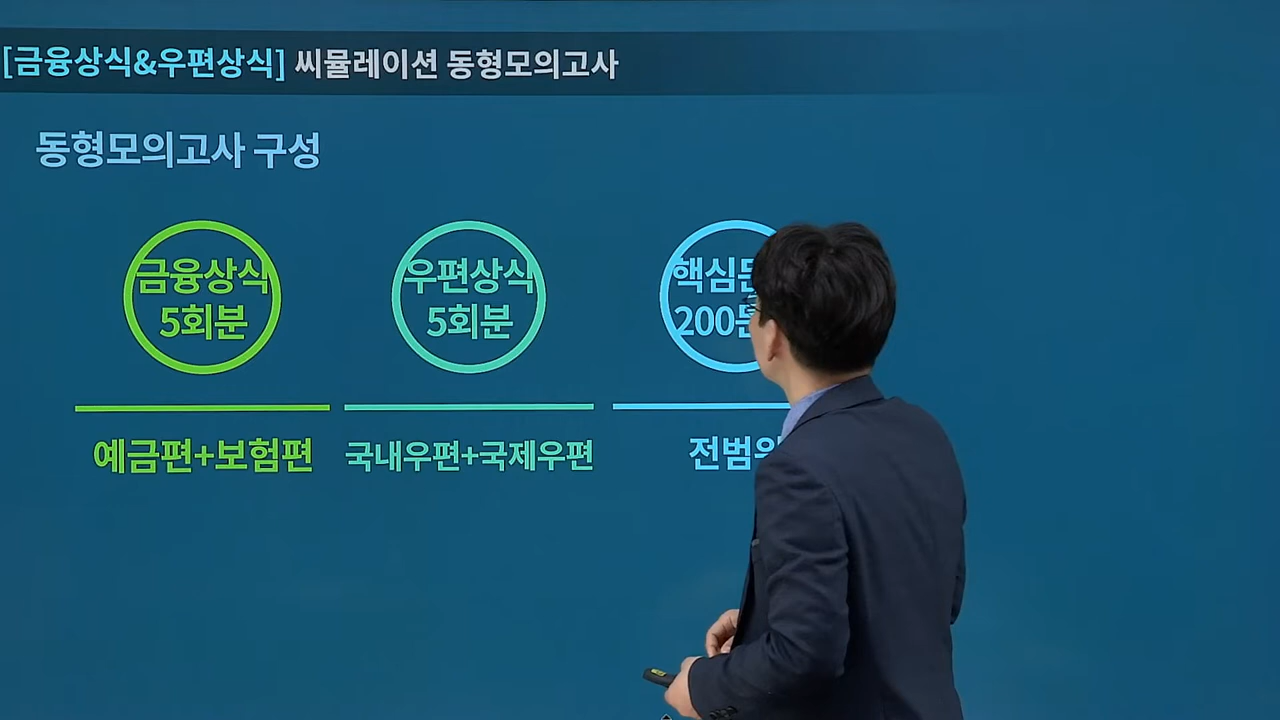 [금융상식&우편상식] 씨뮬레이션 동형모의고사
동형모의고사 구성
금융상식
5회분
우편상식
5회분
200
예금편+보험편
국내우편+국제우편